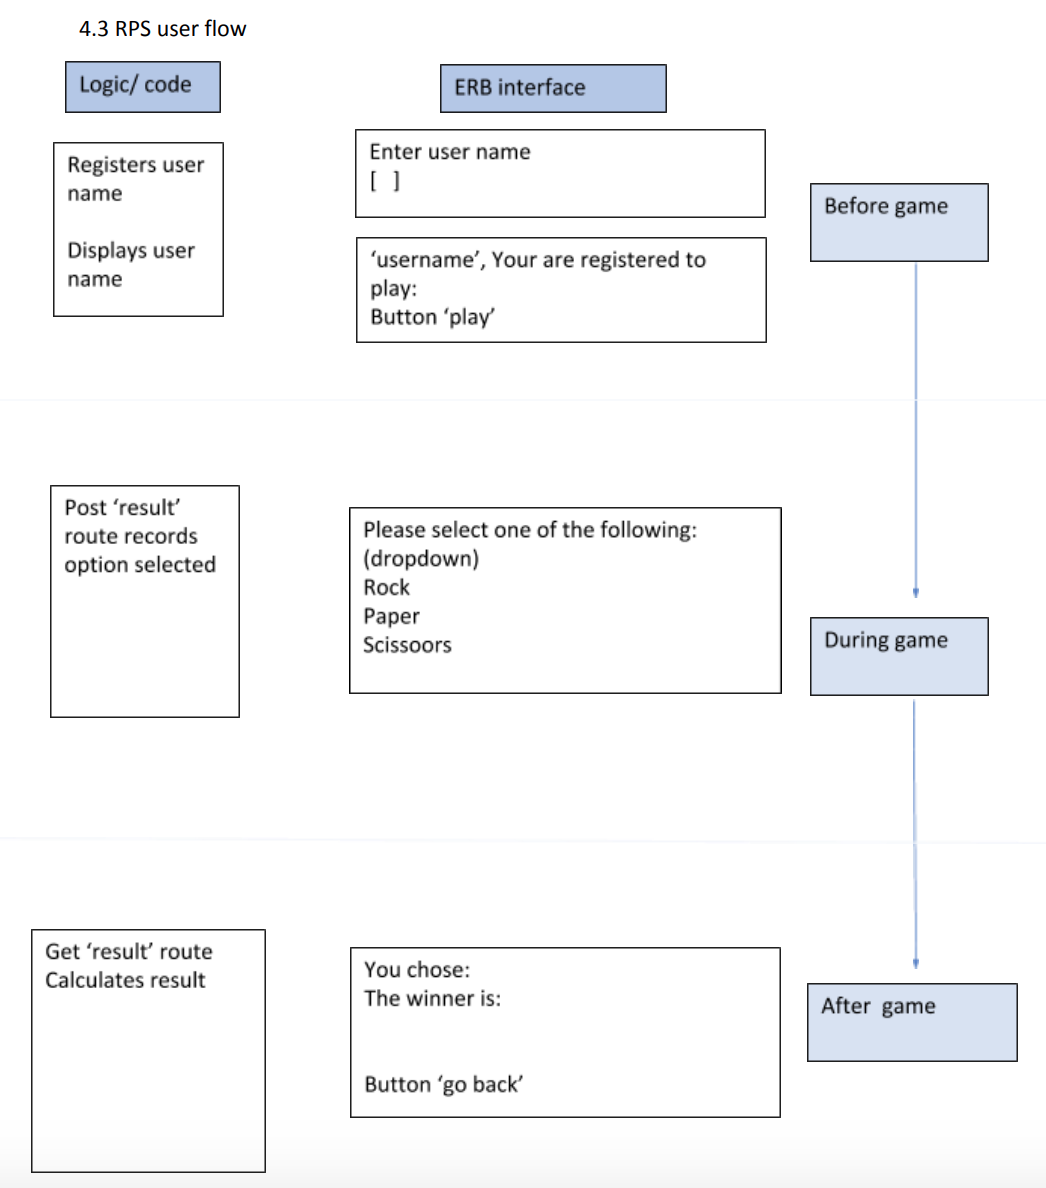 4.3 RPS user flow
Logic/ code
ERB interface
Registers user
name
Displays user
name
Enter user name
[ ]
‘username’, Your are registered to
play:
Button ‘play’
Before game
Post ‘result’
route records
option selected
Please select one of the following:
(dropdown)
Rock
Paper
Scissoors
During game
Get ‘result’ route
Calculates result
You chose:
The winner is:
Button ‘go back’
After game